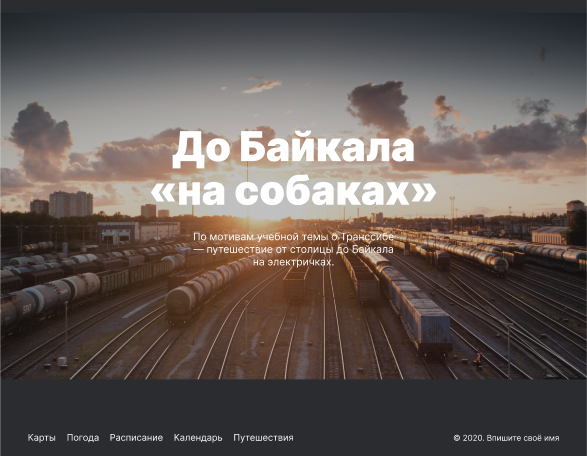 До Байкала
«на собаках»
По мотивам учебной темы о Транссибе
— путешествие от столицы до Байкала
на электричках.
Карты Погода Расписание Календарь Путешествия © 2020. Впишите своё имя